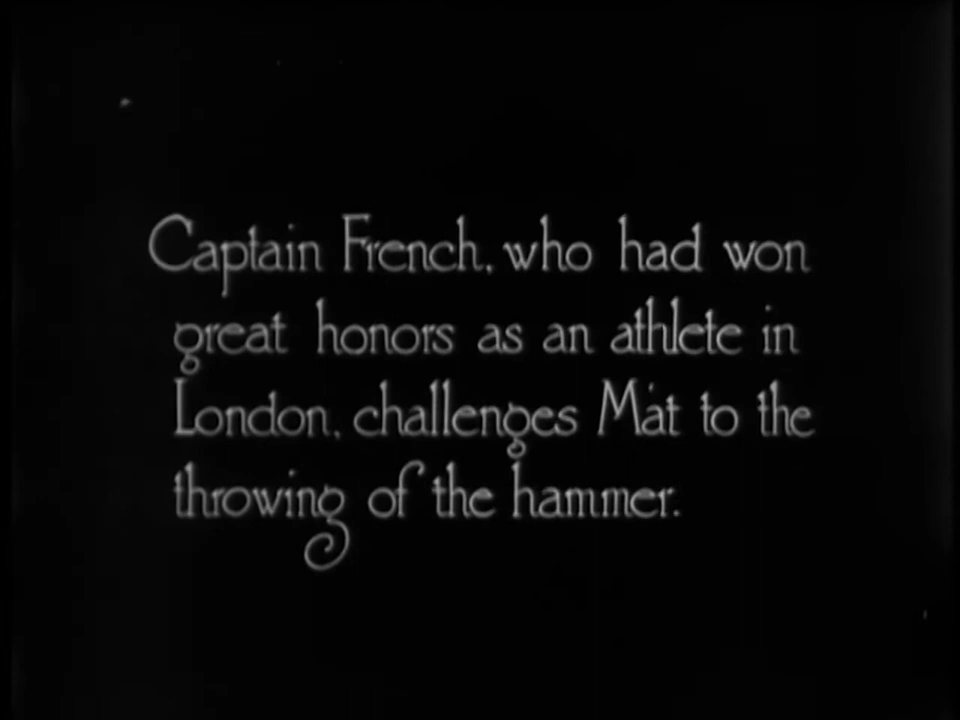 Captain French, who had won
great honors as an athlete in
London, challenges Mat to the
throwing of the hammer.